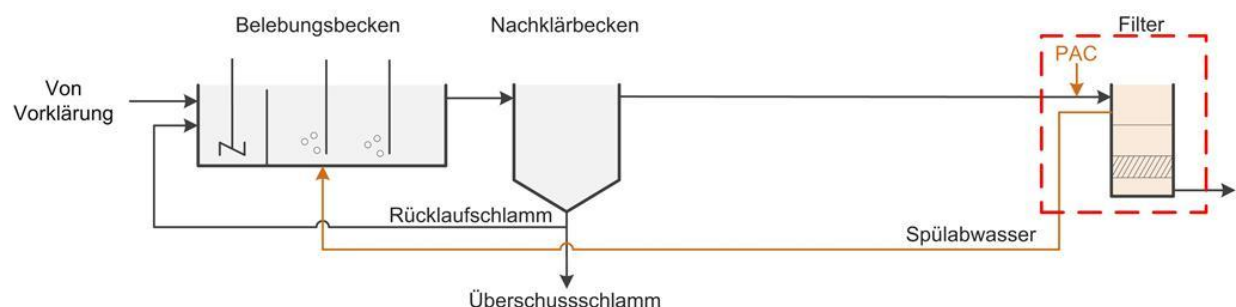 Belebungsbecken
Nachklärbecken
Filter
PAC
Von
Vorklärung
Rücklaufschlamm
Spülabwasser
Überschussschlamm